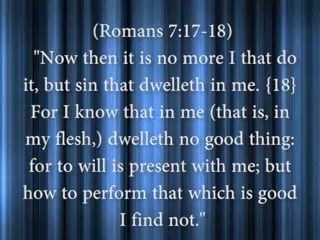 (Romans 7:17-18)
"Now then it is no more I that do
it, but sin that dwelleth in me. {18}
For I know that in me (that is, in
my flesh,) dwelleth no good thing:
for to will is present with me; but
how to perform that which is good
I find not."